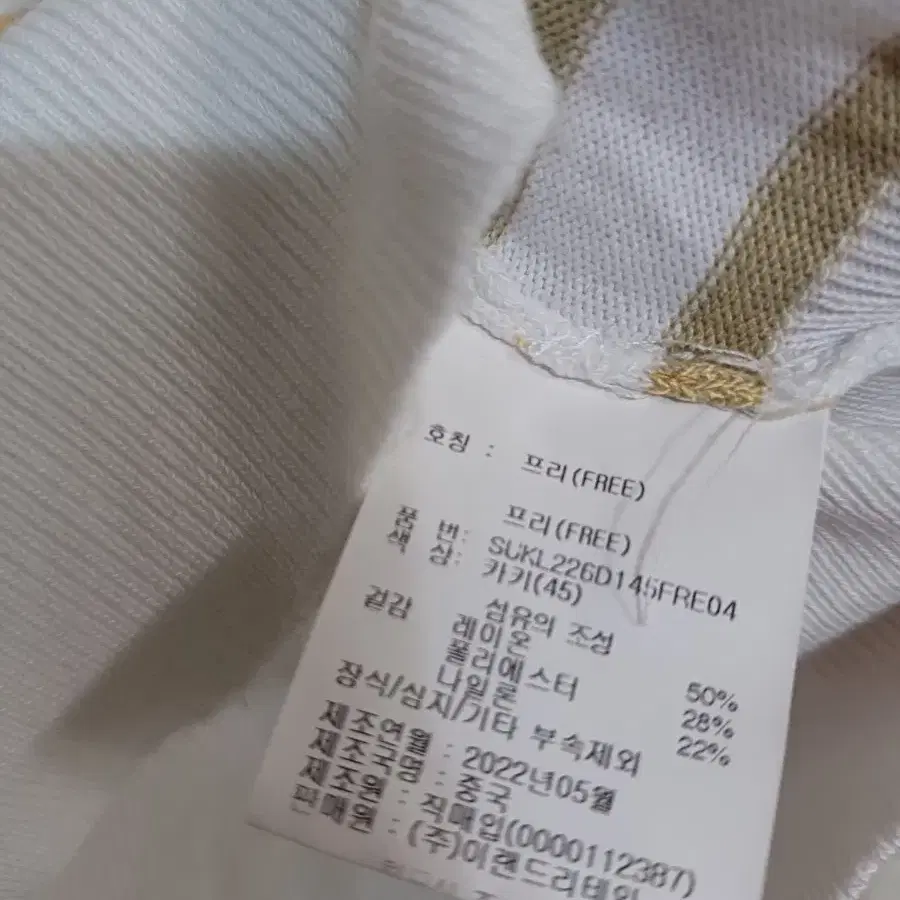 호칭 : 프리(FREE)
프리(FREE)
품 번: SUKL226D145FRE04
색 상: 카키(45)
겉감 섬유의 조성
레이온 50%
폴리에스터 28%
나일론 22%
장식/심지/기타 부속제외
제조연월 : 2022년05월
제조국명 : 중국
제조원 : 직매입(0000112387)
판매원 : (주)이랜드리테일